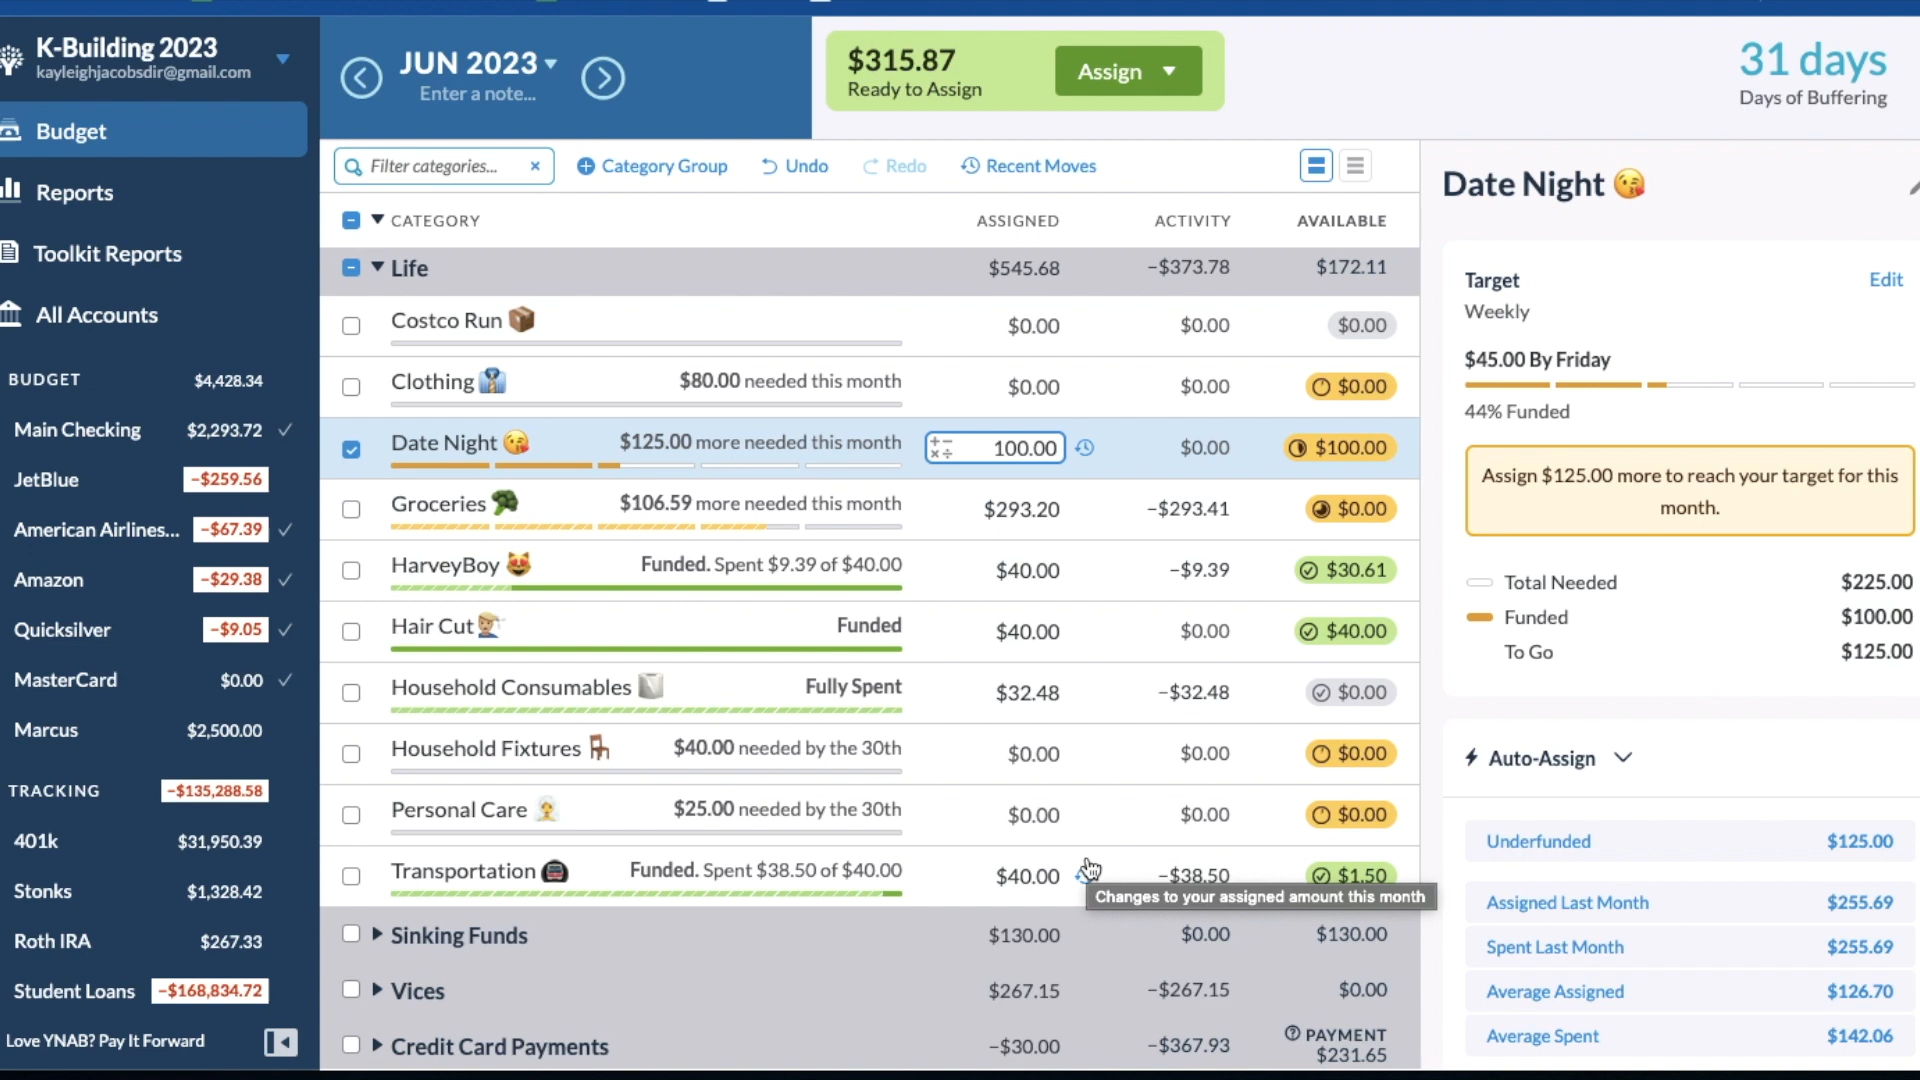 K-Building 2023
kayleighjacobsdir@gmail.com
Budget
Reports
Toolkit Reports
All Accounts
BUDGET $4,428.34
Main Checking $2,293.72
JetBlue -$259.56
American Airlines... -$67.39
Amazon -$29.38
Quicksilver -$9.05
MasterCard $0.00
Marcus $2,500.00
TRACKING -$135,288.58
401k $31,950.39
Stonks $1,328.42
Roth IRA $267.33
Student Loans -$168,834.72
Love YNAB? Pay It Forward
JUN 2023
Enter a note...
$315.87
Ready to Assign
Assign
31 days
Days of Buffering
Filter categories... × Category Group Undo Redo Recent Moves
CATEGORY ASSIGNED ACTIVITY AVAILABLE
Life $545.68 -$373.78 $172.11
Costco Run $0.00 $0.00 $0.00
Clothing $80.00 needed this month $0.00 $0.00 $0.00
Date Night $125.00 more needed this month 100.00 $0.00 $100.00
Groceries $106.59 more needed this month $293.20 -$293.41 $0.00
HarveyBoy Funded. Spent $9.39 of $40.00 $40.00 -$9.39 $30.61
Hair Cut Funded $40.00 $0.00 $40.00
Household Consumables Fully Spent $32.48 -$32.48 $0.00
Household Fixtures $40.00 needed by the 30th $0.00 $0.00 $0.00
Personal Care $25.00 needed by the 30th $0.00 $0.00 $0.00
Transportation Funded. Spent $38.50 of $40.00 $40.00 -$38.50 $1.50
Changes to your assigned amount this month
Sinking Funds $130.00 $0.00 $130.00
Vices $267.15 -$267.15 $0.00
Credit Card Payments -$30.00 -$367.93 PAYMENT
$231.65
Date Night
Target Edit
Weekly
$45.00 By Friday
44% Funded
Assign $125.00 more to reach your target for this
month.
Total Needed $225.00
Funded $100.00
To Go $125.00
Auto-Assign
Underfunded $125.00
Assigned Last Month $255.69
Spent Last Month $255.69
Average Assigned $126.70
Average Spent $142.06